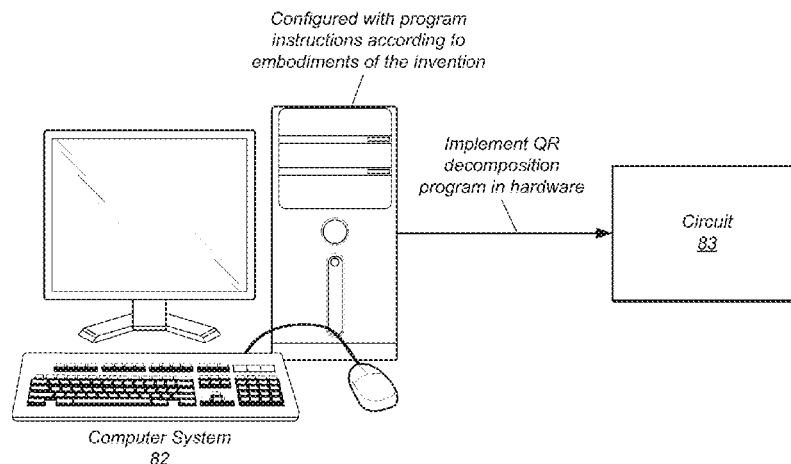 Configured with program
instructions according to
embodiments of the invention
Implement QR
decomposition
program in hardware
Circuit
83
Computer System
82